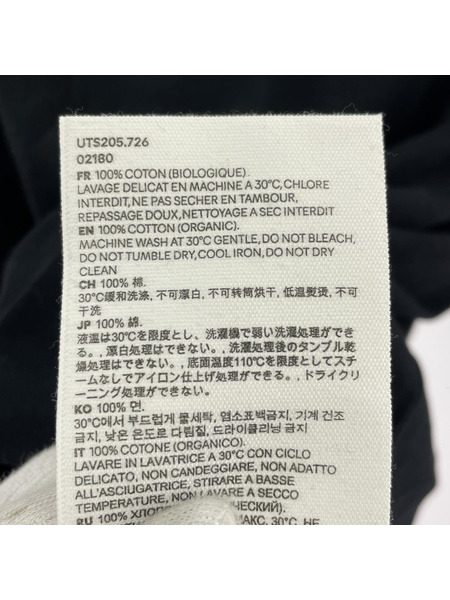 UTS205.726
02180
FR 100% COTON (BIOLOGIQUE).
LAVAGE DELICAT EN MACHINE A 30°C, CHLORE
INTERDIT, NE PAS SECHER EN TAMBOUR,
REPASSAGE DOUX, NETTOYAGE A SEC INTERDIT
EN 100% COTTON (ORGANIC).
MACHINE WASH AT 30°C GENTLE, DO NOT BLEACH,
DO NOT TUMBLE DRY, COOL IRON, DO NOT DRY
CLEAN
CH 100% 棉.
30°C缓和洗涤, 不可漂白, 不可转筒烘干, 低温熨烫, 不可
干洗
JP 100% 綿.
液温は30℃を限度とし、洗濯機で弱い洗濯処理ができ
る。, 漂白処理はできない。, 洗濯処理後のタンブル乾
燥処理はできない。, 底面温度110℃を限度としてスチ
ームなしでアイロン仕上げ処理ができる。, ドライクリ
ーニング処理ができない。
KO 100% 면.
30°C에서 부드럽게 물세탁, 염소표백금지, 기계 건조
금지, 낮은 온도로 다림질, 드라이클리닝 금지
IT 100% COTONE (ORGANICO).
LAVARE IN LAVATRICE A 30°C CON CICLO
DELICATO, NON CANDEGGIARE, NON ADATTO
ALL'ASCIUGATRICE, STIRARE A BASSE
TEMPERATURE, NON LAVARE A SECCO
RU 100% ХЛОПО
МАКС. 30°C, НЕ